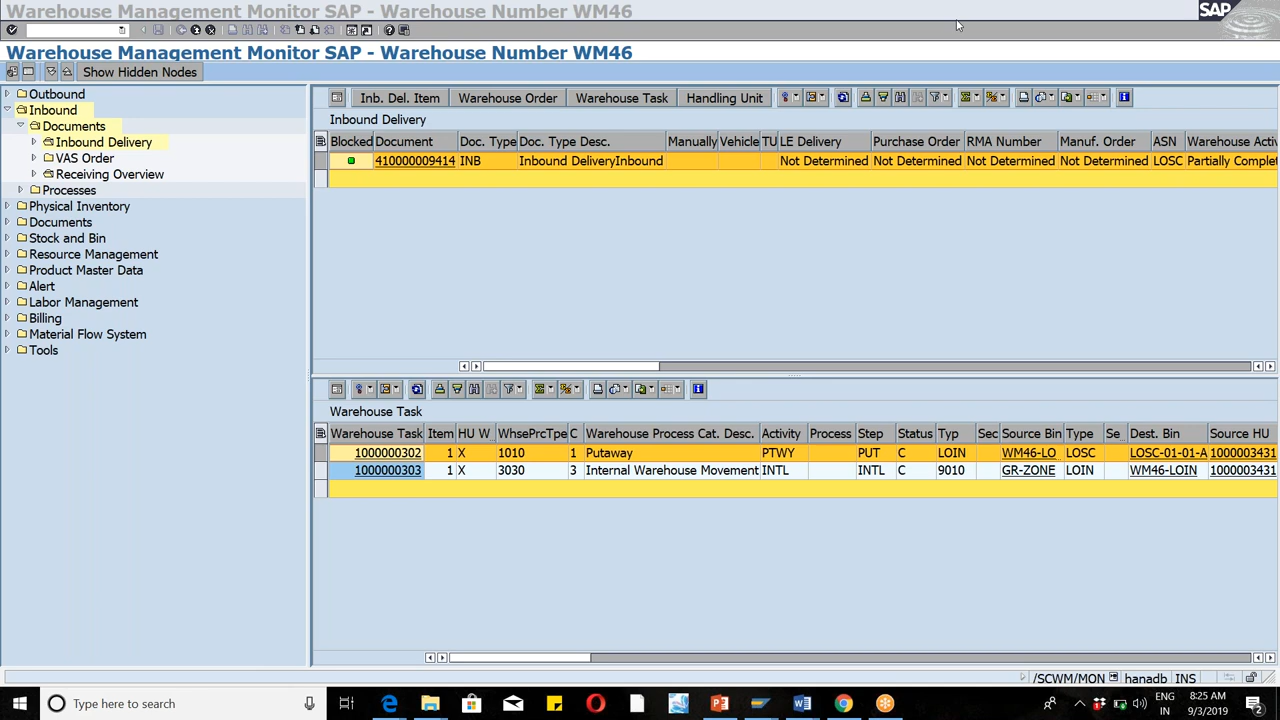 Warehouse Management Monitor SAP - Warehouse Number WM46
SAP
Warehouse Management Monitor SAP - Warehouse Number WM46
Show Hidden Nodes
Outbound
Inbound
Documents
Inbound Delivery
VAS Order
Receiving Overview
Processes
Physical Inventory
Documents
Stock and Bin
Resource Management
Product Master Data
Alert
Labor Management
Billing
Material Flow System
Tools
Inb. Del. Item Warehouse Order Warehouse Task Handling Unit
Inbound Delivery
Blocked Document Doc. Type Doc. Type Desc. Manually Vehicle TU LE Delivery Purchase Order RMA Number Manuf. Order ASN Warehouse Activ
410000009414 INB Inbound DeliveryInbound Not Determined Not Determined Not Determined Not Determined LOSC Partially Complet
Warehouse Task
Warehouse Task Item HU W... WhsePrcTpe C Warehouse Process Cat. Desc. Activity Process Step Status Typ Sec Source Bin Type Se... Dest. Bin Source HU
1000000302 1 X 1010 1 Putaway PTWY PUT C LOIN WM46-LO LOSC LOSC-01-01-A 1000003431
1000000303 1 X 3030 3 Internal Warehouse Movement INTL INTL C 9010 GR-ZONE LOIN WM46-LOIN 1000003431
/SCWM/MON hanadb INS
Type here to search
ENG
IN
8:25 AM
9/3/2019
2